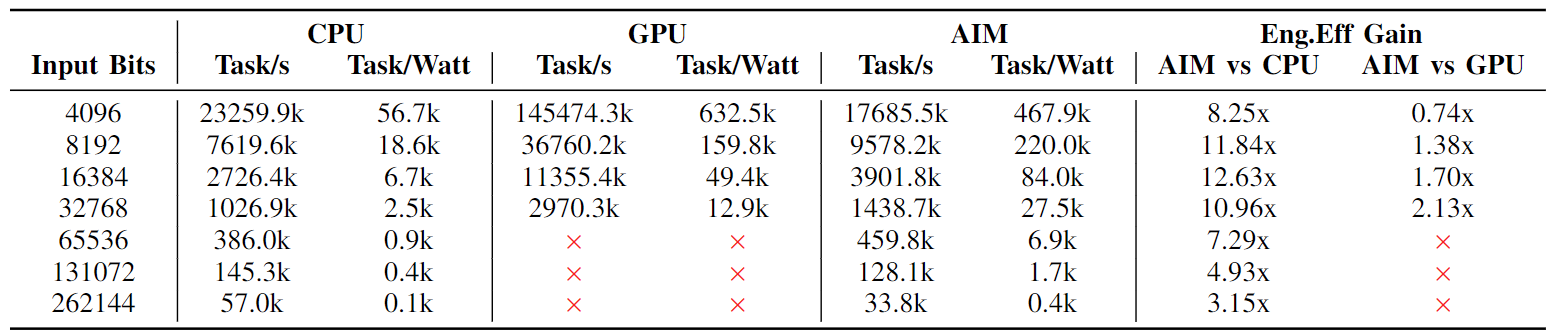 CPU GPU AIM Eng.Eff Gain
Input Bits Task/s Task/Watt Task/s Task/Watt Task/s Task/Watt AIM vs CPU AIM vs GPU
4096 23259.9k 56.7k 145474.3k 632.5k 17685.5k 467.9k 8.25x 0.74x
8192 7619.6k 18.6k 36760.2k 159.8k 9578.2k 220.0k 11.84x 1.38x
16384 2726.4k 6.7k 11355.4k 49.4k 3901.8k 84.0k 12.63x 1.70x
32768 1026.9k 2.5k 2970.3k 12.9k 1438.7k 27.5k 10.96x 2.13x
65536 386.0k 0.9k × × 459.8k 6.9k 7.29x ×
131072 145.3k 0.4k × × 128.1k 1.7k 4.93x ×
262144 57.0k 0.1k × × 33.8k 0.4k 3.15x ×